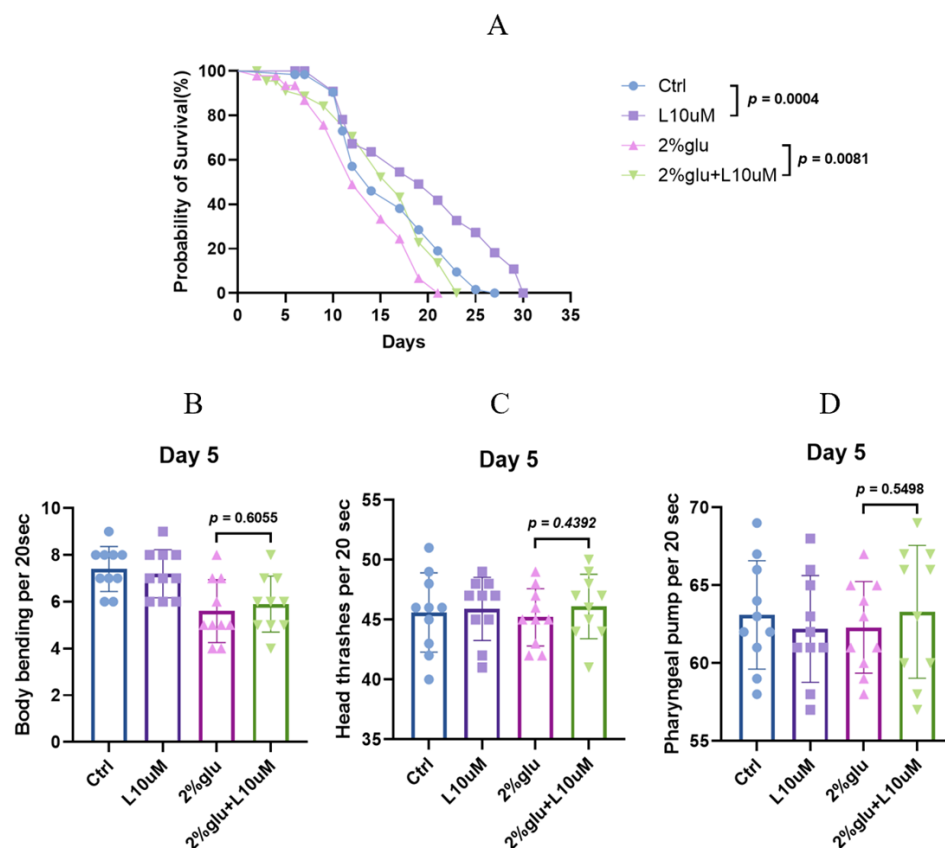 A
Probability of Survival(%)
100
80
60
40
20
0
0 5 10 15 20 25 30 35
Days
Ctrl
L10uM
p = 0.0004
2%glu
2%glu+L10uM
p = 0.0081
B
Day 5
Body bending per 20sec
10
8
6
4
2
0
p = 0.6055
Ctrl
L10uM
2%glu
2%glu+L10uM
C
Day 5
Head thrashes per 20 sec
55
50
45
40
35
p = 0.4392
Ctrl
L10uM
2%glu
2%glu+L10uM
D
Day 5
Pharyngeal pump per 20 sec
70
65
60
55
p = 0.5498
Ctrl
L10uM
2%glu
2%glu+L10uM